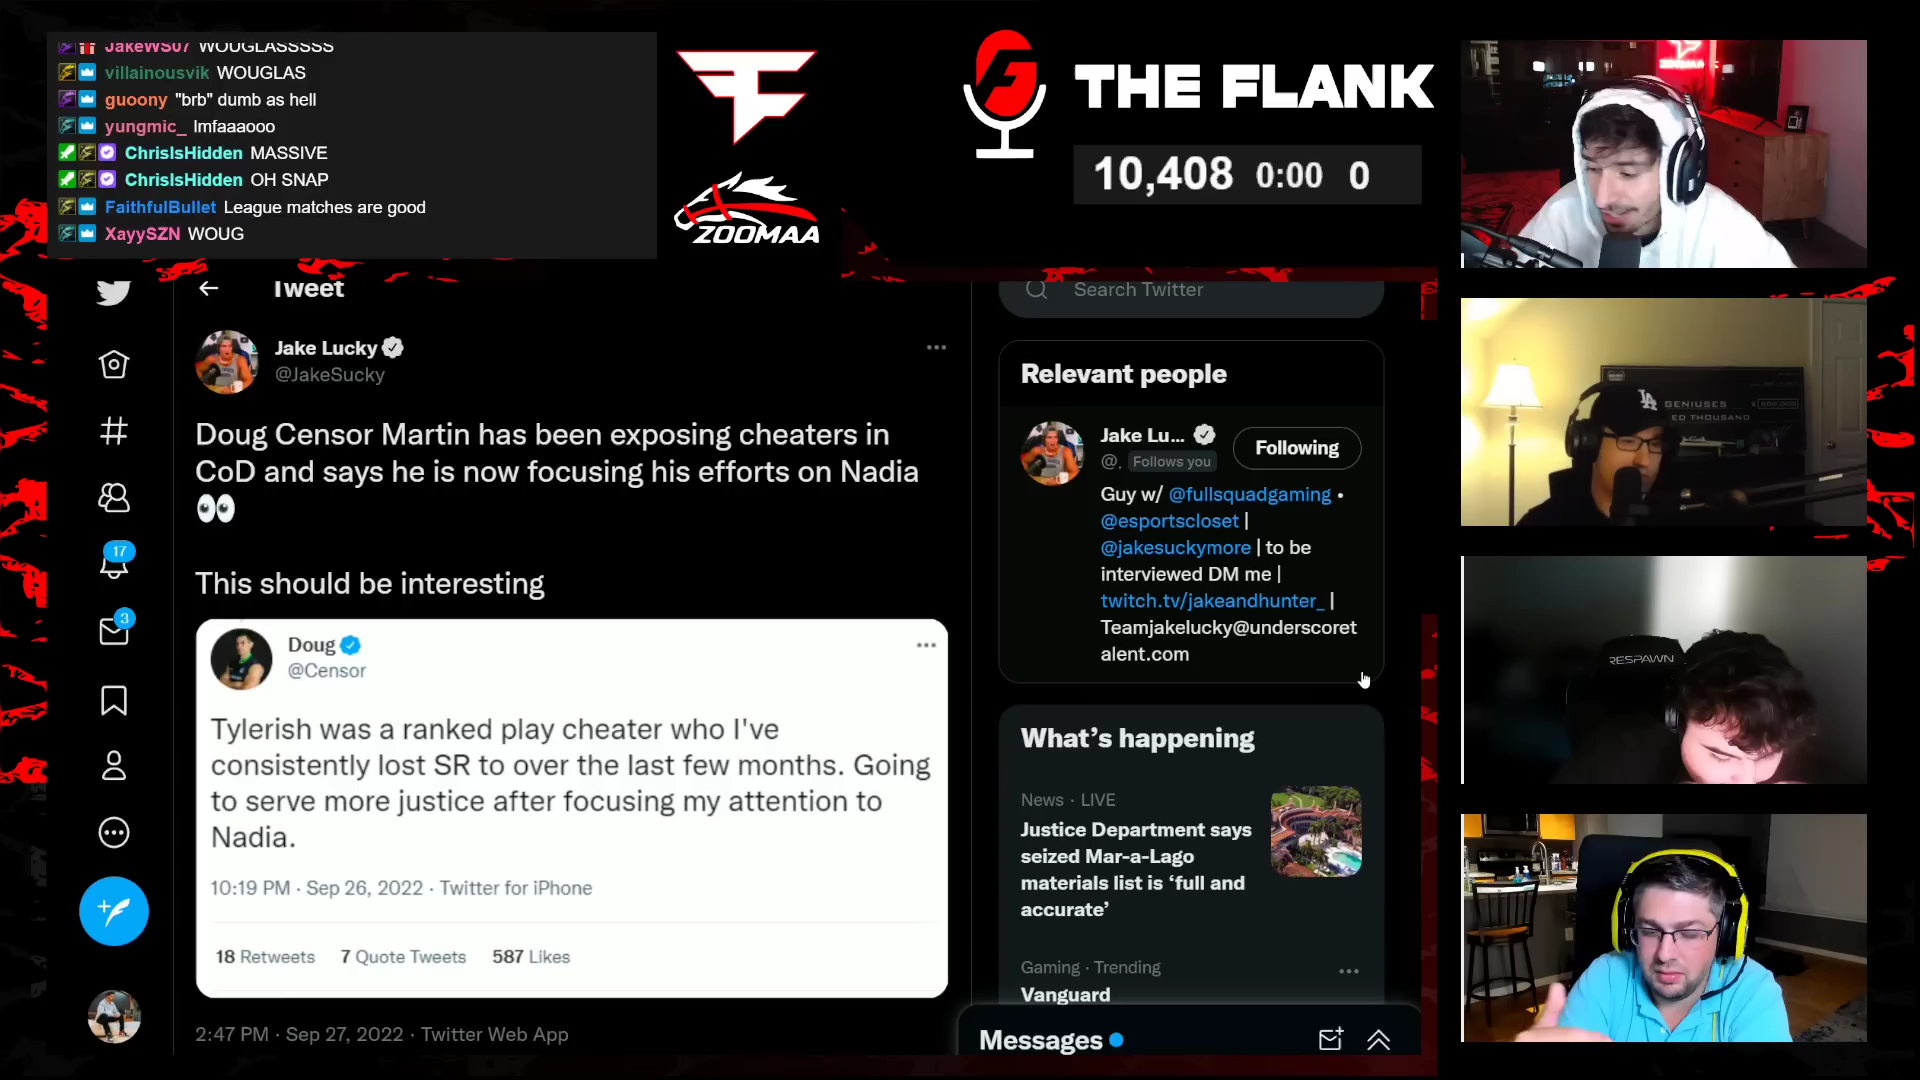 JakeWS07 WOUGLASSSSS
villainousvik WOUGLAS
guoony "brb" dumb as hell
yungmic_ lmfaaaooo
ChrisIsHidden MASSIVE
ChrisIsHidden OH SNAP
FaithfulBullet League matches are good
XayySZN WOUG
ZOOMAA
THE FLANK
10,408 0:00 0
Tweet
Jake Lucky
@JakeSucky
Doug Censor Martin has been exposing cheaters in
CoD and says he is now focusing his efforts on Nadia
👀
This should be interesting
Doug
@Censor
Tylerish was a ranked play cheater who I've
consistently lost SR to over the last few months. Going
to serve more justice after focusing my attention to
Nadia.
10:19 PM · Sep 26, 2022 · Twitter for iPhone
18 Retweets 7 Quote Tweets 587 Likes
2:47 PM · Sep 27, 2022 · Twitter Web App
17
3
Search Twitter
Relevant people
Jake Lu...
@. Follows you
Following
Guy w/ @fullsquadgaming •
@esportscloset |
@jakesuckymore | to be
interviewed DM me |
twitch.tv/jakeandhunter_ |
Teamjakelucky@underscoret
alent.com
What's happening
News · LIVE
Justice Department says
seized Mar-a-Lago
materials list is ‘full and
accurate’
Gaming · Trending
Vanguard
Messages
ZOOMAA
LA
GENIUSES
ED THOUSAND
RESPAWN